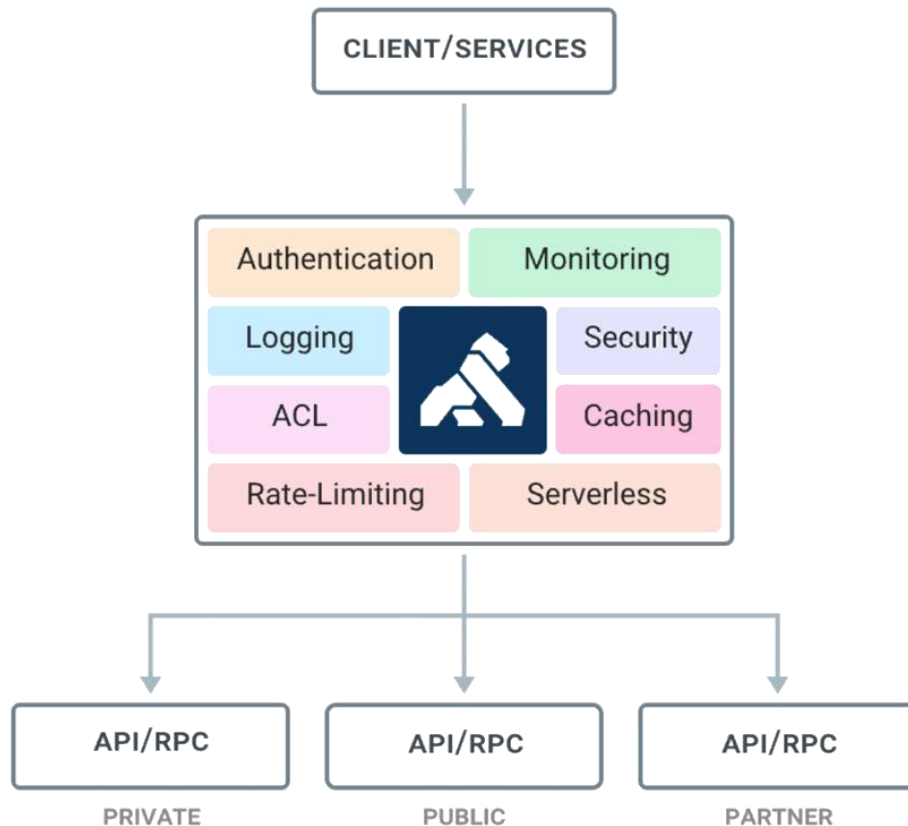 CLIENT/SERVICES
Authentication
Monitoring
Logging
Security
ACL
Caching
Rate-Limiting
Serverless
API/RPC
API/RPC
API/RPC
PRIVATE
PUBLIC
PARTNER